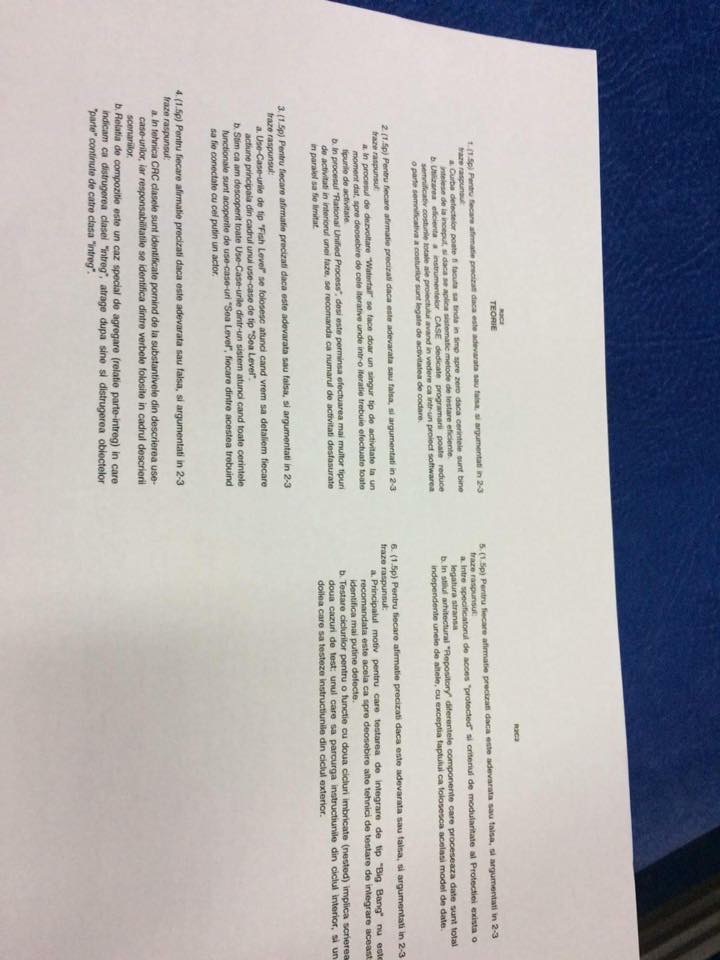 R2C2
TEORIE
1. (1.5p) Pentru fiecare afirmatie precizati daca este adevarata sau falsa, si argumentati in 2-3
fraze raspunsul:
a. Curba defectelor poate fi facuta sa tinda in timp spre zero daca cerintele sunt bine
intelese de la inceput, si daca se aplica sistematic metode de testare eficiente.
b. Utilizarea eficienta a instrumentelor CASE dedicate programarii poate reduce
semnificativ costurile totale ale proiectului avand in vedere ca intr-un proiect softwarea
o parte semnificativa a costurilor sunt legate de activitatea de codare.
2. (1.5p) Pentru fiecare afirmatie precizati daca este adevarata sau falsa, si argumentati in 2-3
fraze raspunsul:
a. In procesul de dezvoltare "Waterfall" se face doar un singur tip de activitate la un
moment dat, spre deosebire de cele iterative unde intr-o iteratie trebuie efectuate toate
tipurile de activitate.
b. In procesul "Rational Unified Process", desi este perminsa efectuarea mai multor tipuri
de activitati in interiorul unei faze, se recomanda ca numarul de activitati desfasurate
in paralel sa fie limitat.
3. (1.5p) Pentru fiecare afirmatie precizati daca este adevarata sau falsa, si argumentati in 2-3
fraze raspunsul:
a. Use-Case-urile de tip "Fish Level" se folosesc atunci cand vrem sa detaliem fiecare
actiune principala din cadrul unui use-case de tip "Sea Level".
b. Stim ca am descoperit toate Use-Case-urile dintr-un sistem atunci cand toate cerintele
functionale sunt acoperite de use-case-uri "Sea Level", fiecare dintre acestea trebuind
sa fie conectate cu cel putin un actor.
4. (1.5p) Pentru fiecare afirmatie precizati daca este adevarata sau falsa, si argumentati in 2-3
fraze raspunsul:
a. In tehnica CRC clasele sunt identificate pornind de la substantivele din descrierea use-
case-urilor, iar responsabilitatile se identifica dintre verbele folosite in cadrul descrierii
scenariilor.
b. Relatia de compozitie este un caz special de agregare (relatie parte-intreg) in care
indicam ca distrugerea clasei "intreg", atrage dupa sine si distrugerea obiectelor
"parte" continute de catre clasa "intreg".
R2C2
5. (1.5p) Pentru fiecare afirmatie precizati daca este adevarata sau falsa, si argumentati in 2-3
fraze raspunsul:
a. Intre specificatorul de acces "protected" si criteriul de modularitate al Protectiei exista o
legatura stransa
b. In stilul arhitectural "Repository" diferentele componente care proceseaza date sunt total
independente unele de altele, cu exceptia faptului ca folosesca acelasi model de date.
6. (1.5p) Pentru fiecare afirmatie precizati daca este adevarata sau falsa, si argumentati in 2-3
fraze raspunsul:
a. Principalul motiv pentru care testarea de integrare de tip "Big Bang" nu este
recomandata este acela ca spre deosebire alte tehnici de testare de integrare aceast
identifica mai putine defecte.
b. Testare ciclurilor pentru o functie cu doua cicluri imbricate (nested) implica scrierea
doua cazuri de test: unul care sa parcurga instructiunile din ciclul interior, si un
doilea care sa testeze instructiunile din ciclul exterior.